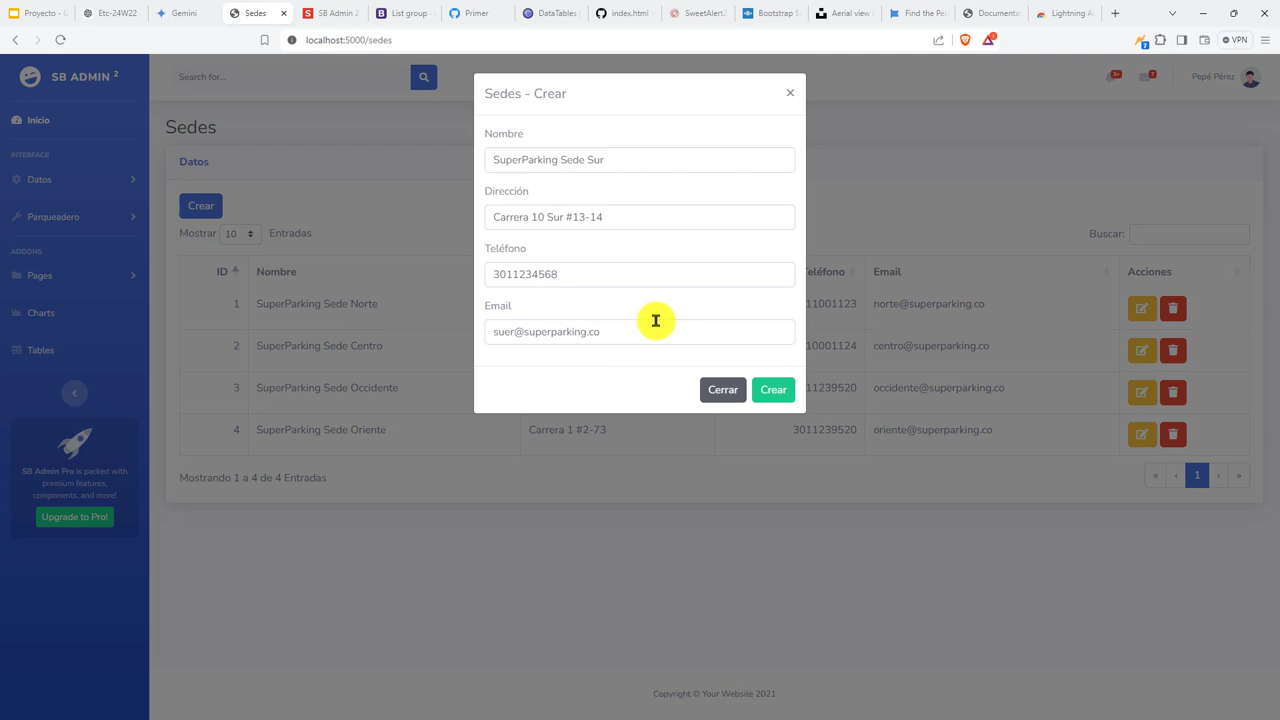 Proyecto - G
Etc-24W22
Gemini
Sedes
SB Admin 2
List group -
Primer
DataTables |
index.html -
SweetAlert2
Bootstrap S
Aerial view o
Find the Per
Documentat
Lightning A
localhost:5000/sedes
VPN
SB ADMIN 2
Search for...
3+
7
Pepé Pérez
Inicio
INTERFACE
Datos
Parqueadero
ADDONS
Pages
Charts
Tables
SB Admin Pro is packed with
premium features,
components, and more!
Upgrade to Pro!
Sedes
Datos
Crear
Mostrar 10 Entradas
Buscar:
ID Nombre eléfono Email Acciones
1 SuperParking Sede Norte 11001123 norte@superparking.co
2 SuperParking Sede Centro 10001124 centro@superparking.co
3 SuperParking Sede Occidente 11239520 occidente@superparking.co
4 SuperParking Sede Oriente Carrera 1 #2-73 3011239520 oriente@superparking.co
Mostrando 1 a 4 de 4 Entradas
« ‹ 1 › »
Sedes - Crear
×
Nombre
SuperParking Sede Sur
Dirección
Carrera 10 Sur #13-14
Teléfono
3011234568
Email
suer@superparking.co
Cerrar Crear
Copyright © Your Website 2021